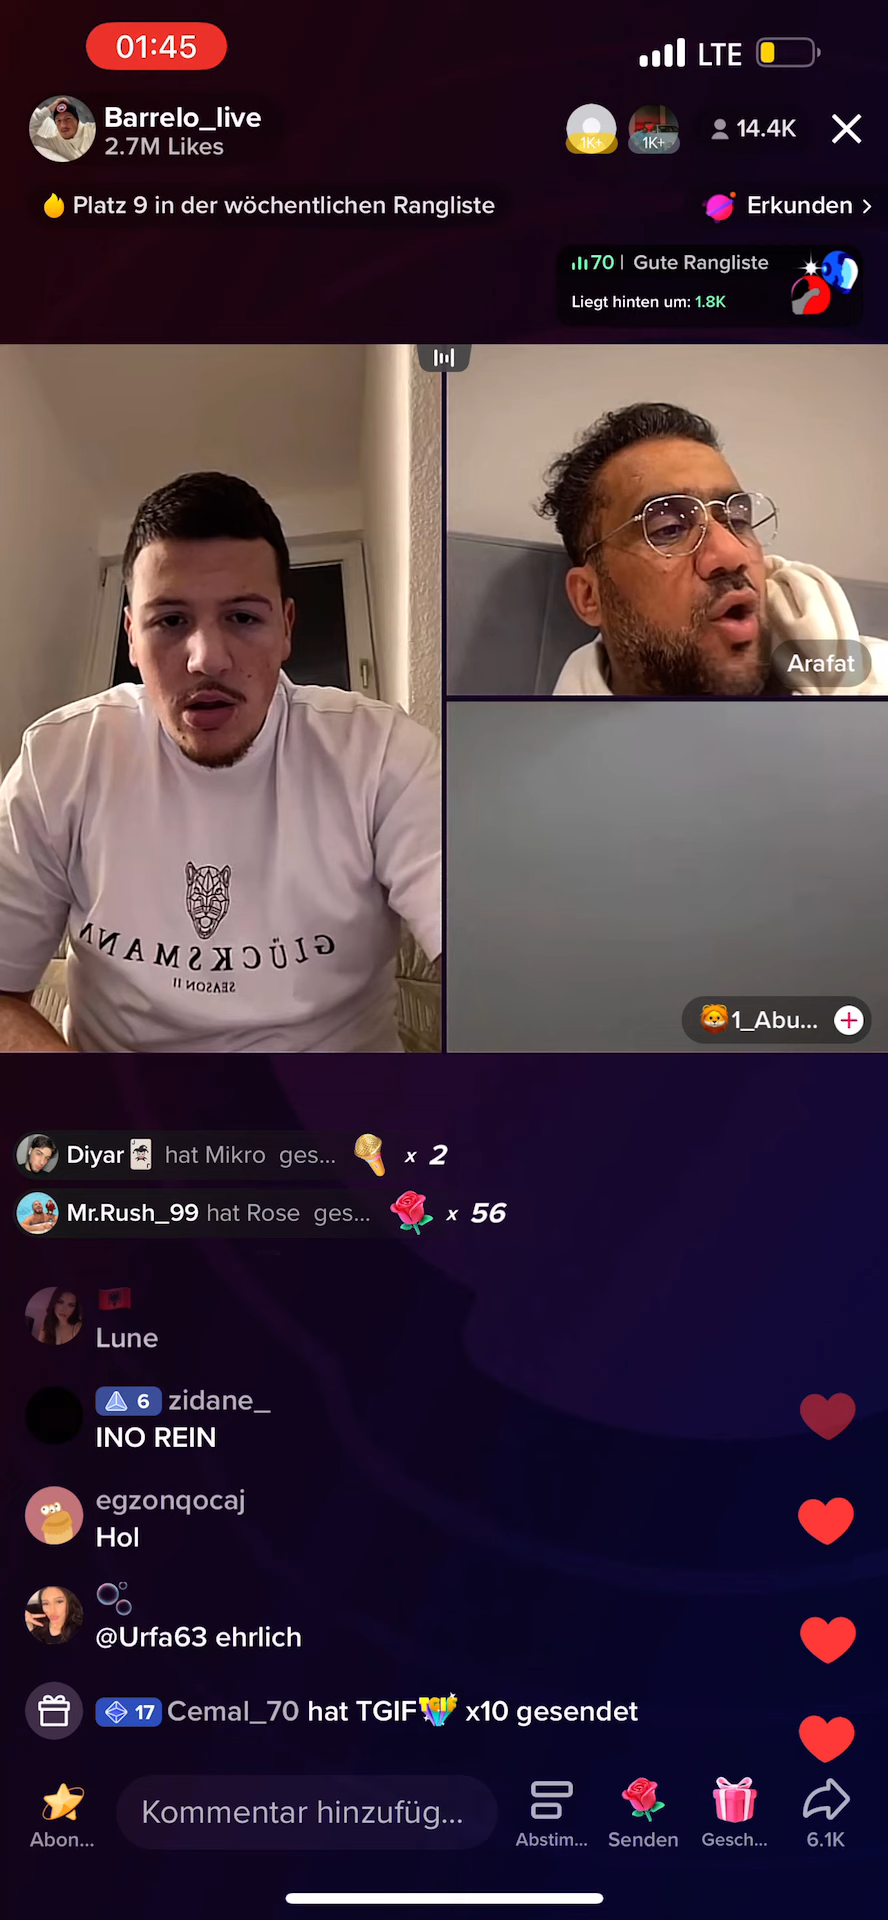 01:45
LTE
Barrelo_live
2.7M Likes
1K+
1K+
14.4K
Platz 9 in der wöchentlichen Rangliste
Erkunden >
70 | Gute Rangliste
Liegt hinten um: 1.8K
Arafat
GLÜCKSMANN
SEASON II
1_Abu... +
Diyar hat Mikro ges... x 2
Mr.Rush_99 hat Rose ges... x 56
Lune
6 zidane_
INO REIN
egzonqocaj
Hol
@Urfa63 ehrlich
17 Cemal_70 hat TGIF x10 gesendet
Kommentar hinzufüg...
Abon...
Abstim...
Senden
Gesch...
6.1K